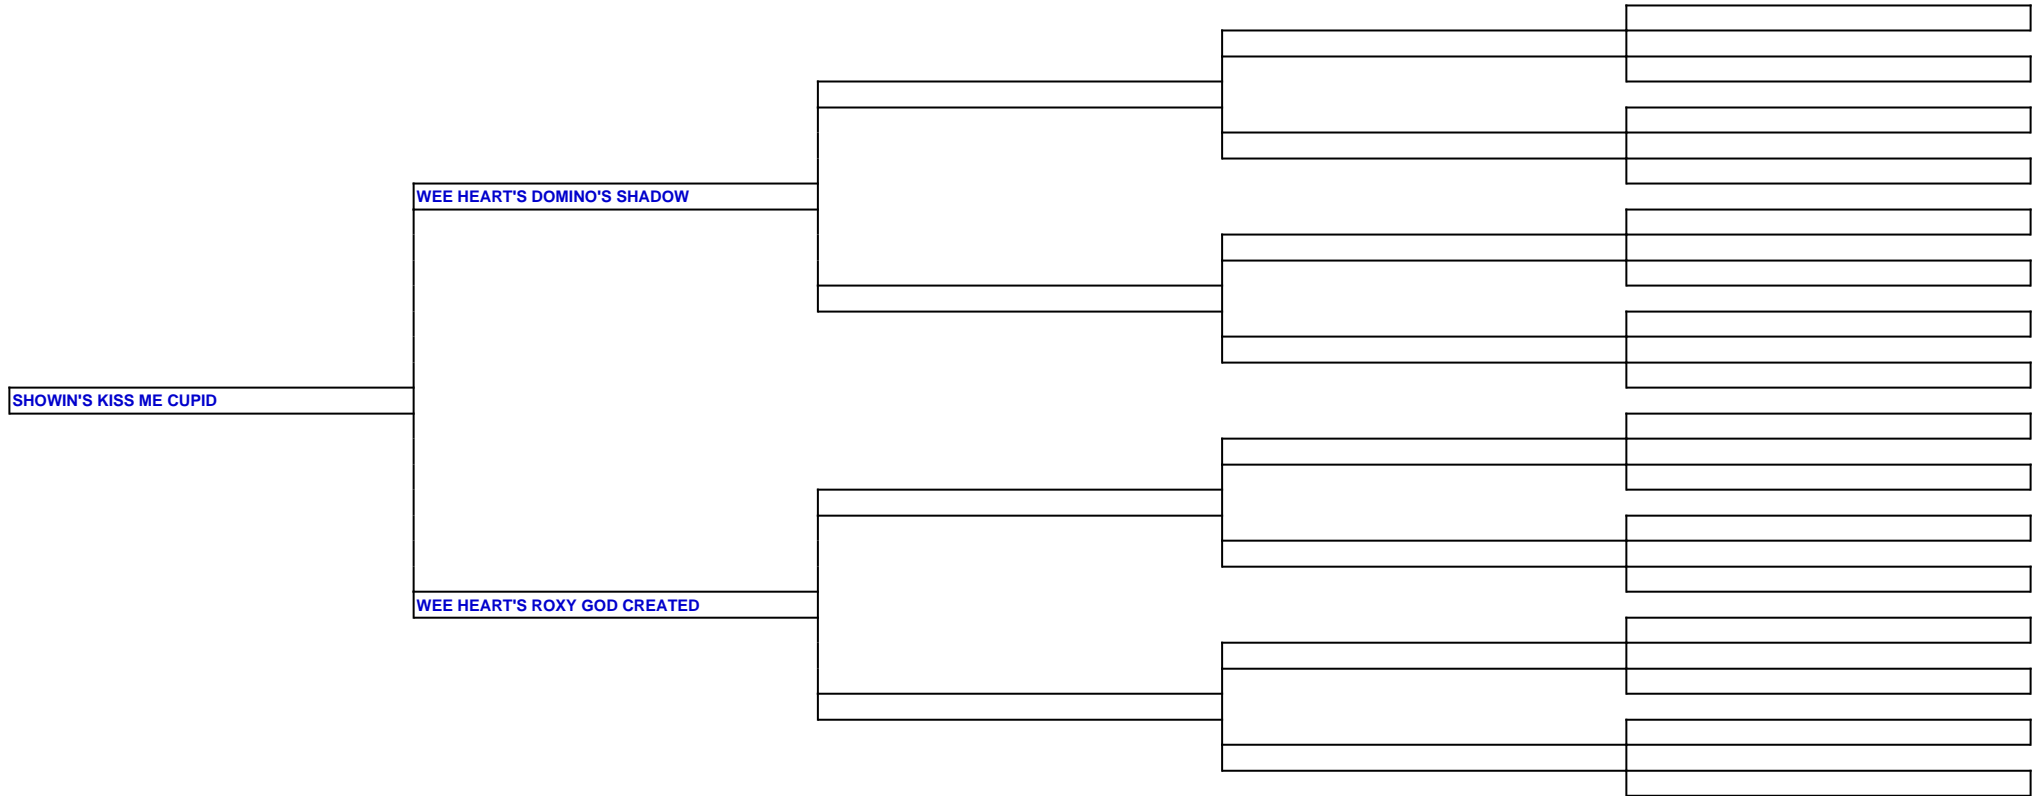 WEE HEART'S DOMINO'S SHADOW
SHOWIN'S KISS ME CUPID
WEE HEART'S ROXY GOD CREATED